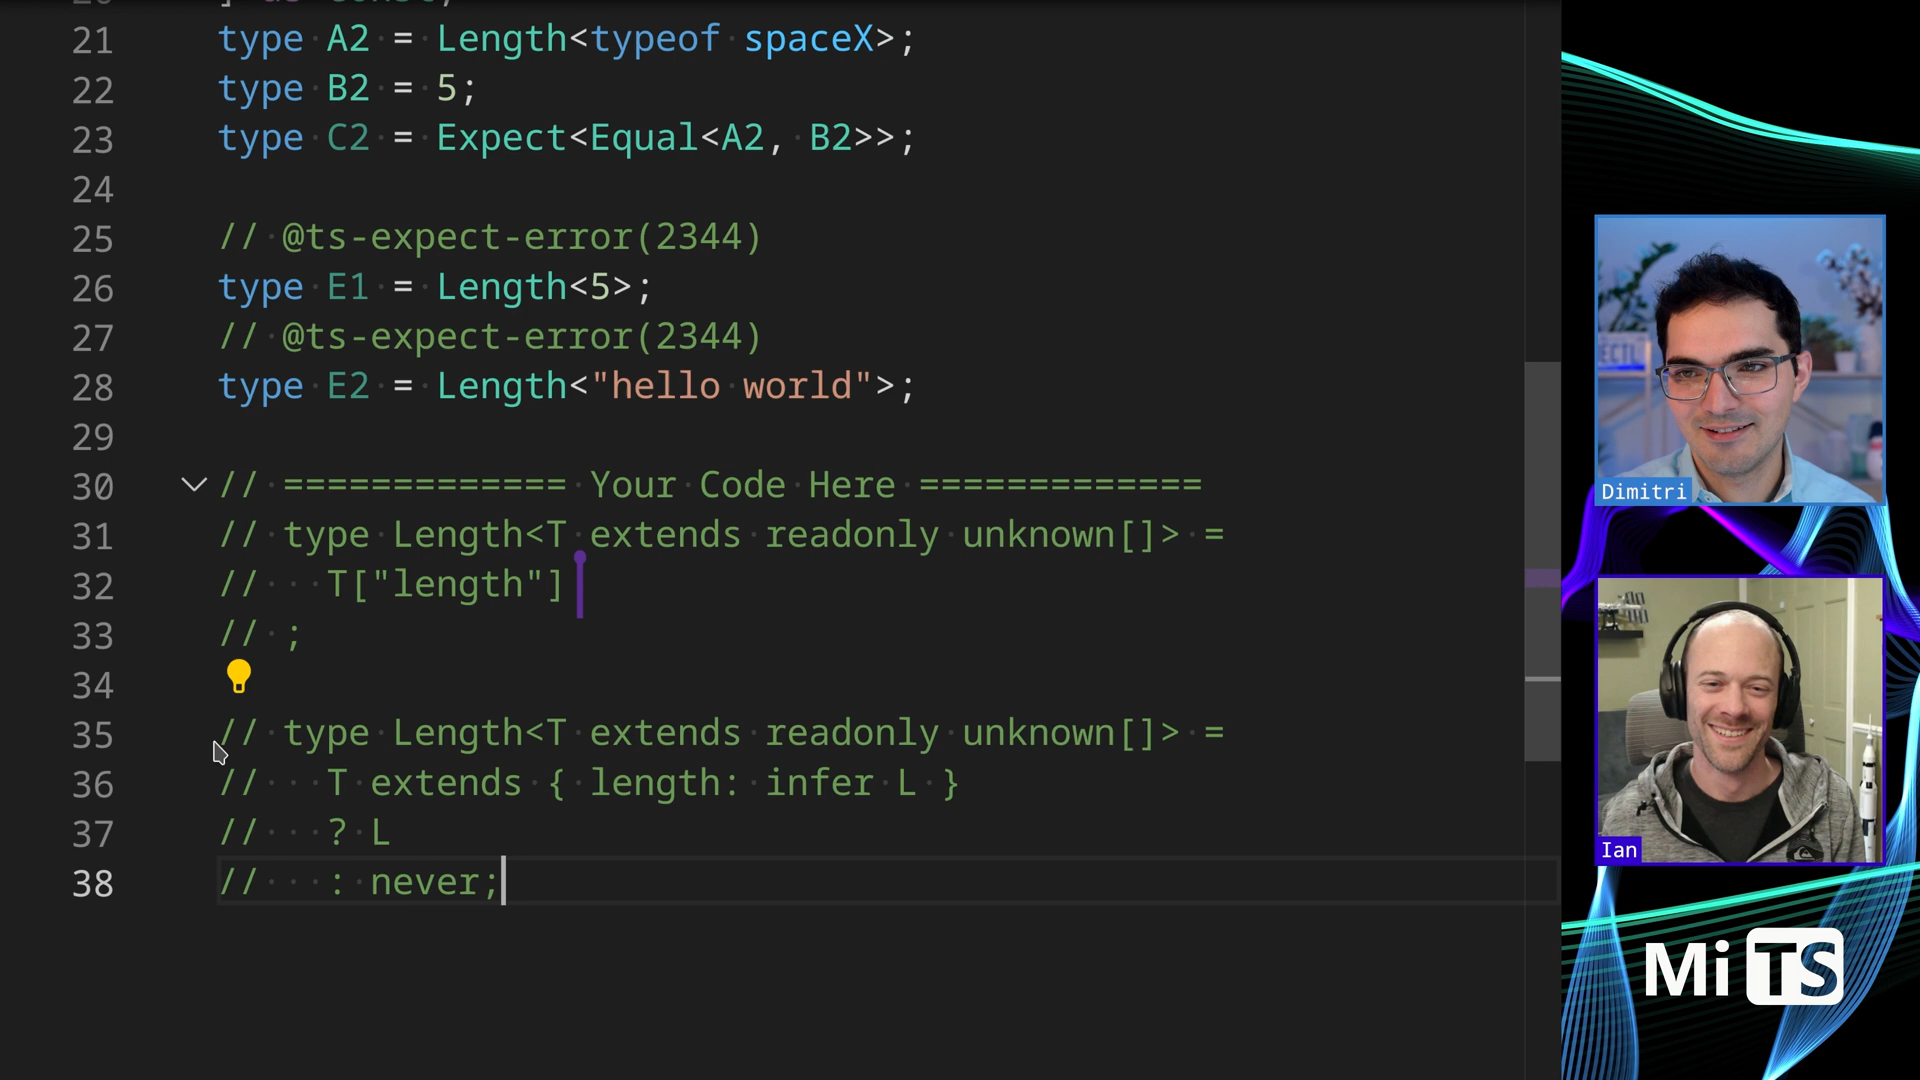 21 type A2 = Length<typeof spaceX>;
22 type B2 = 5;
23 type C2 = Expect<Equal<A2, B2>>;
24
25 // @ts-expect-error(2344)
26 type E1 = Length<5>;
27 // @ts-expect-error(2344)
28 type E2 = Length<"hello world">;
29
30 // ============= Your Code Here =============
31 // type Length<T extends readonly unknown[]> =
32 //   T["length"]
33 // ;
34
35 // type Length<T extends readonly unknown[]> =
36 //   T extends { length: infer L }
37 //   ? L
38 //   : never;
Dimitri
Ian
Mi TS